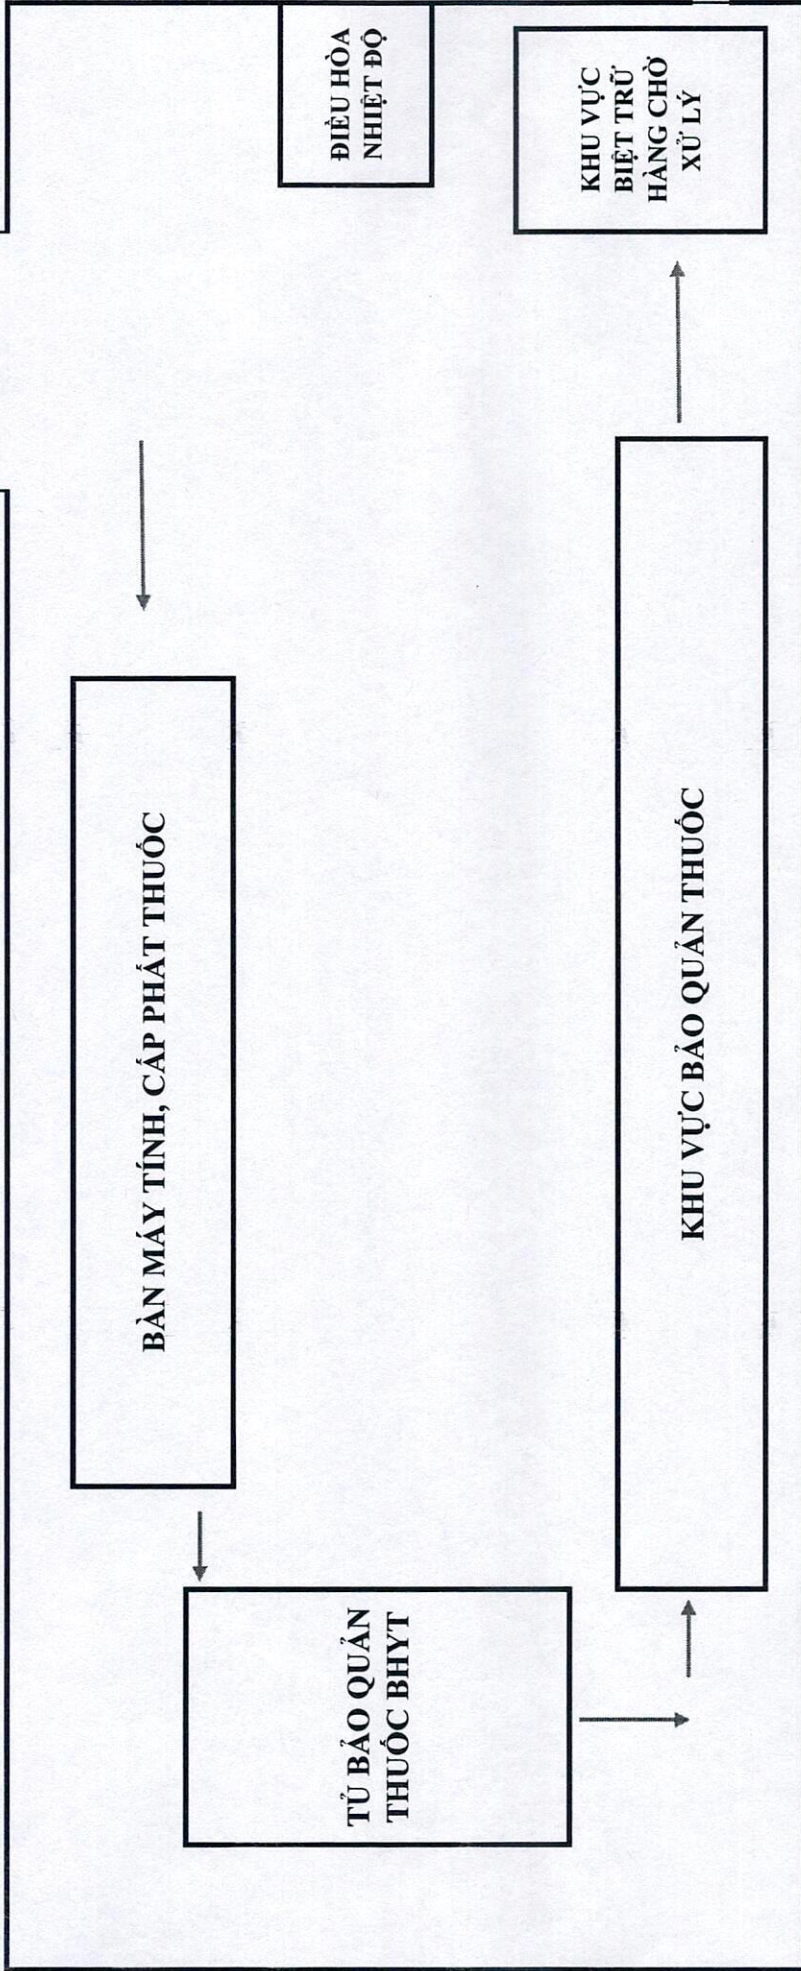 BÀN MÁY TÍNH, CẤP PHÁT THUỐC
TỦ BẢO QUẢN
THUỐC BHYT
ĐIỀU HÒA
NHIỆT ĐỘ
KHU VỰC BẢO QUẢN THUỐC
KHU VỰC
BIỆT TRỮ
HÀNG CHỜ
XỬ LÝ